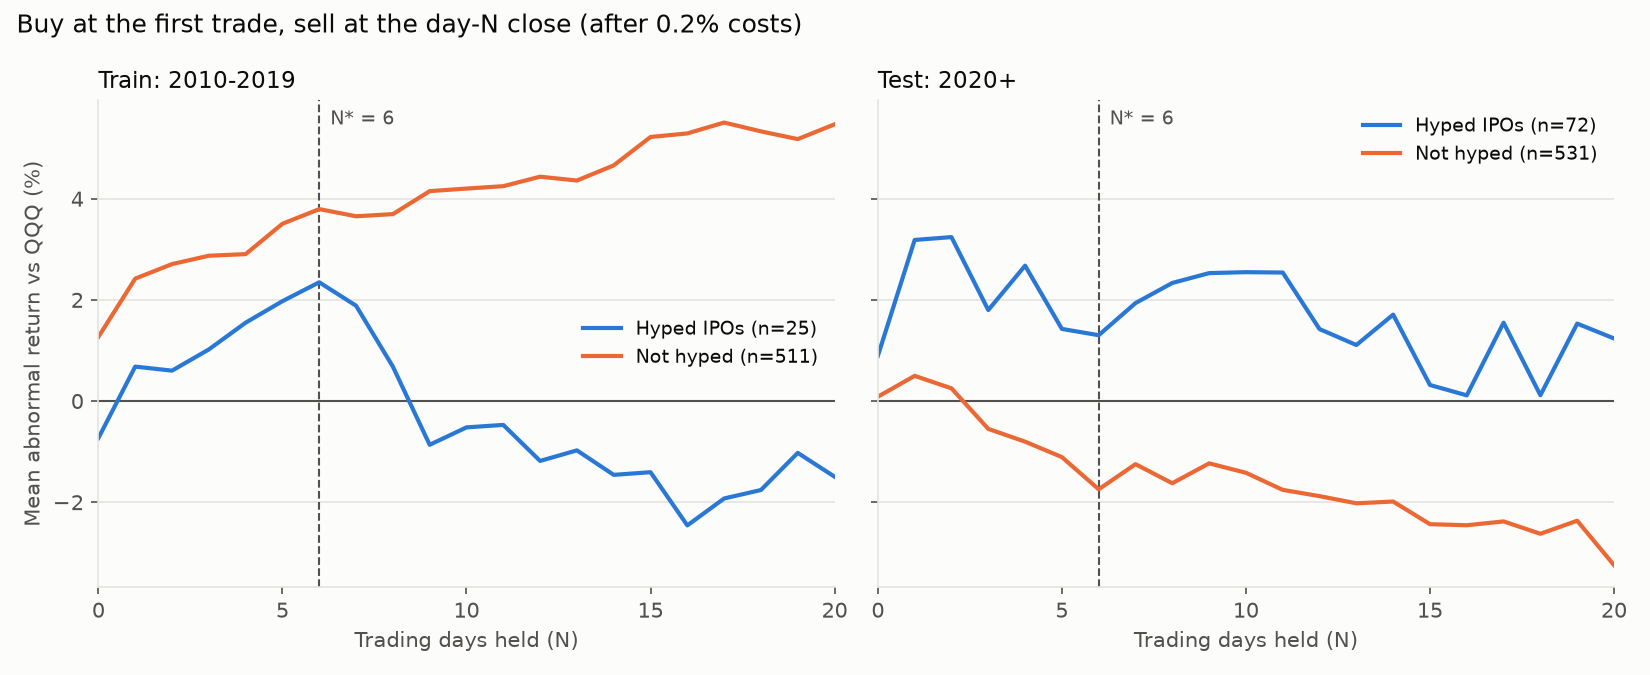 Buy at the first trade, sell at the day-N close (after 0.2% costs)
Train: 2010-2019
N* = 6
Mean abnormal return vs QQQ (%)
4
2
0
−2
Hyped IPOs (n=25)
Not hyped (n=511)
0
5
10
15
20
Trading days held (N)
Test: 2020+
N* = 6
Hyped IPOs (n=72)
Not hyped (n=531)
0
5
10
15
20
Trading days held (N)